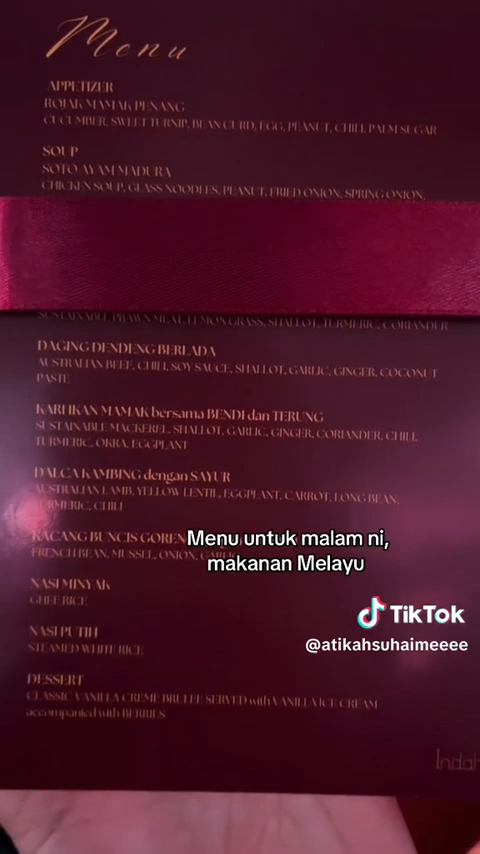 Menu
APPETIZER
ROJAK MAMAK PENANG
CUCUMBER, SWEET TURNIP, BEAN CURD, EGG, PEANUT, CHILI, PALM SUGAR
SOUP
SOTO AYAM MADURA
CHICKEN SOUP, GLASS NOODLES, PEANUT, FRIED ONION, SPRING ONION,
SUSTAINABLE PRAWN MEAT, LEMON GRASS, SHALLOT, TURMERIC, CORIANDER
DAGING DENDENG BERLADA
AUSTRALIAN BEEF, CHILI, SOY SAUCE, SHALLOT, GARLIC, GINGER, COCONUT
PASTE
KARI IKAN MAMAK bersama BENDI dan TERUNG
SUSTAINABLE MACKEREL, SHALLOT, GARLIC, GINGER, CORIANDER, CHILI,
TURMERIC, OKRA, EGGPLANT
DALCA KAMBING dengan SAYUR
AUSTRALIAN LAMB, YELLOW LENTIL, EGGPLANT, CARROT, LONG BEAN,
TURMERIC, CHILI
KACANG BUNCIS GOREN
FRENCH BEAN, MUSSEL, ONION, GARLIC
Menu untuk malam ni,
makanan Melayu
NASI MINYAK
GHEE RICE
NASI PUTIH
STEAMED WHITE RICE
TikTok
@atikahsuhaimeeee
DESSERT
CLASSIC VANILLA CREME BRULEE SERVED with VANILLA ICE CREAM
accompanied with BERRIES
Indah